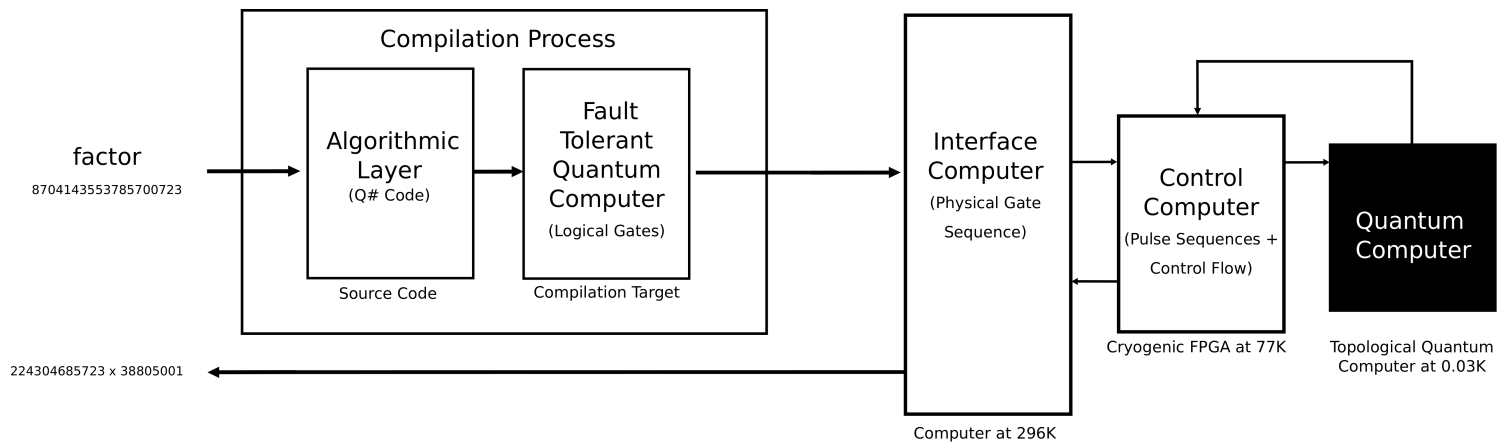 Compilation Process
factor
8704143553785700723
Algorithmic
Layer
(Q# Code)
Source Code
Fault
Tolerant
Quantum
Computer
(Logical Gates)
Compilation Target
Interface
Computer
(Physical Gate
Sequence)
Computer at 296K
Control
Computer
(Pulse Sequences +
Control Flow)
Cryogenic FPGA at 77K
Quantum
Computer
Topological Quantum
Computer at 0.03K
224304685723 x 38805001